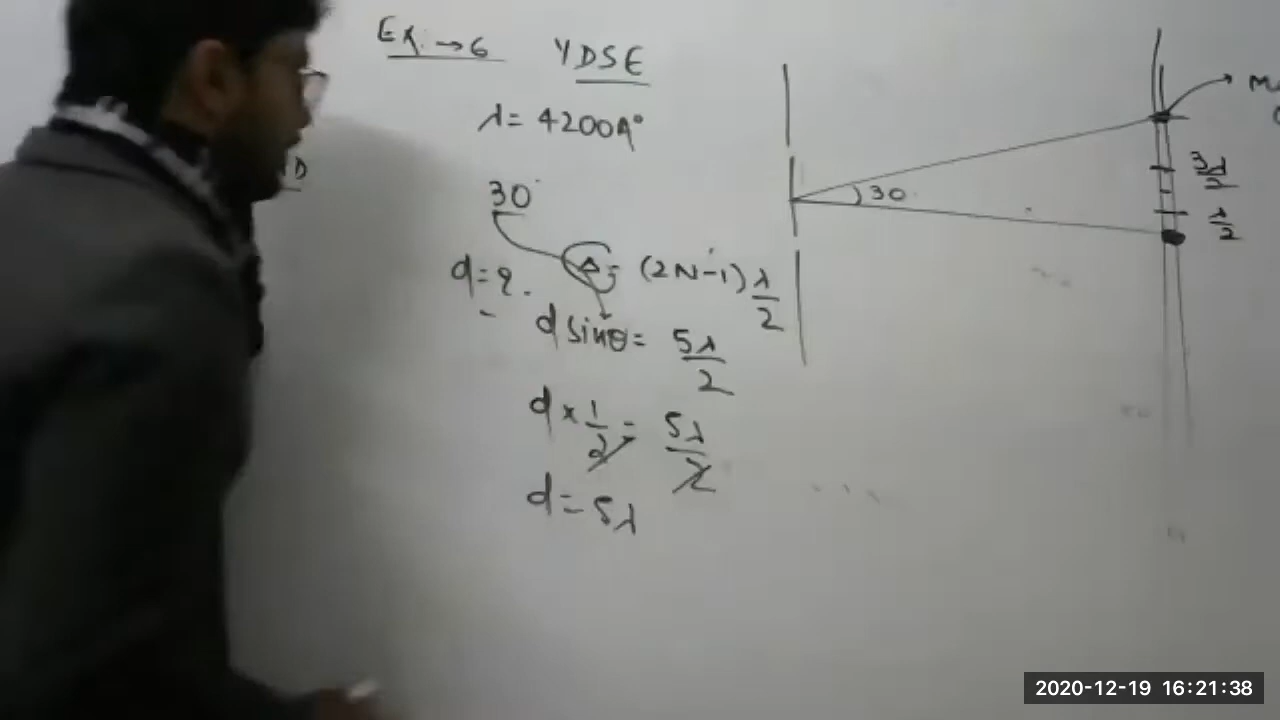 Ex. → 6 YDSE
λ = 4200A°
D
30°
d = ?.
Δ = (2N-1) λ/2
d sinθ = 5λ/2
d × 1/2 = 5λ/2
d = 5λ
30
3λ/2
λ/2
2020-12-19 16:21:38